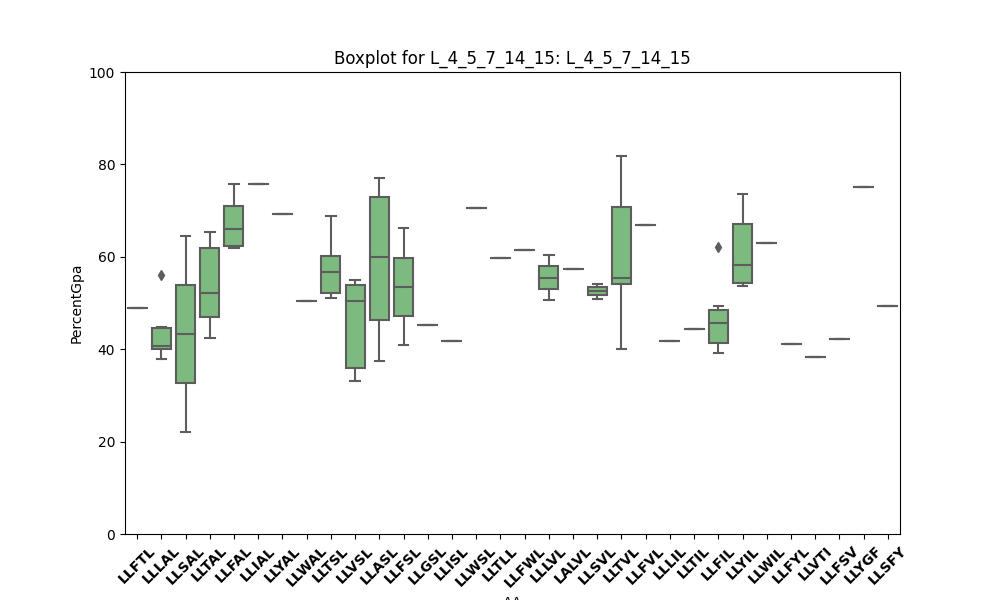 Boxplot for L_4_5_7_14_15: L_4_5_7_14_15
PercentGpa
100
80
60
40
20
0
LLFTL
LLLAL
LLSAL
LLTAL
LLFAL
LLIAL
LLYAL
LLWAL
LLTSL
LLVSL
LLASL
LLFSL
LLGSL
LLISL
LLWSL
LLTLL
LLFWL
LLLVL
LALVL
LLSVL
LLTVL
LLFVL
LLLIL
LLTIL
LLFIL
LLYIL
LLWIL
LLFYL
LLVTI
LLFSV
LLYGF
LLSFY